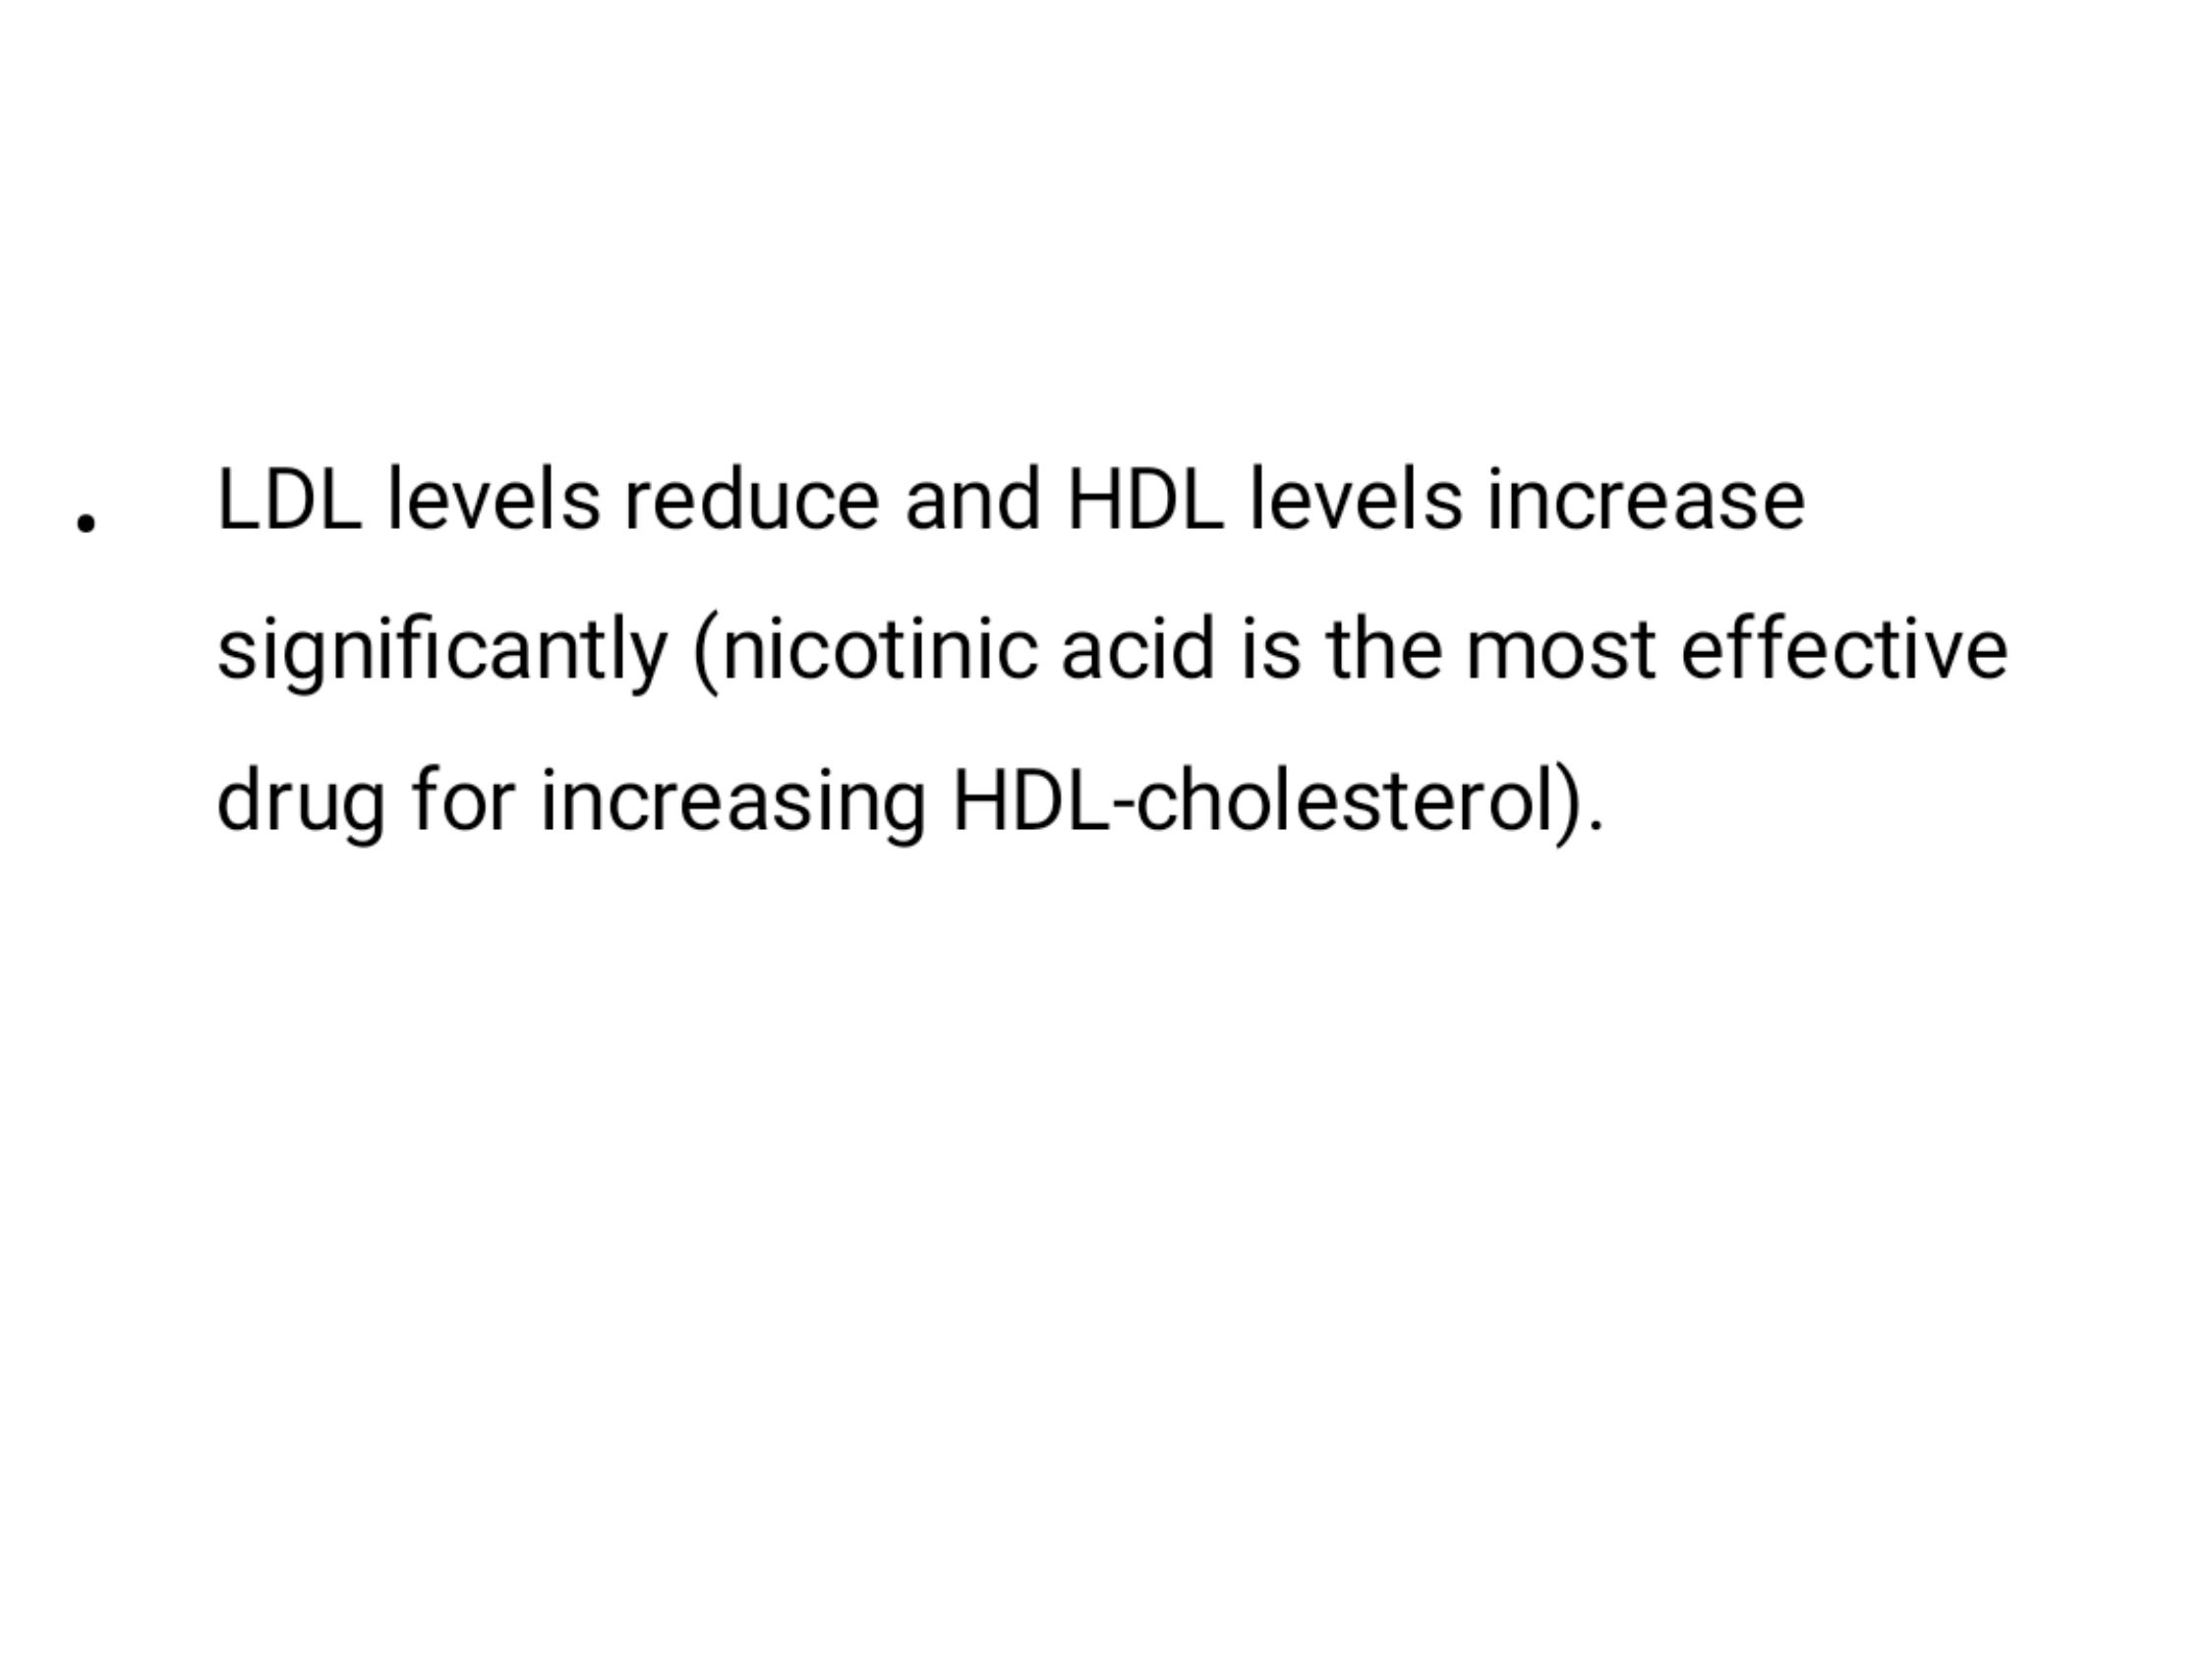 . LDL levels reduce and HDL levels increase
significantly (nicotinic acid is the most effective
drug for increasing HDL-cholesterol).